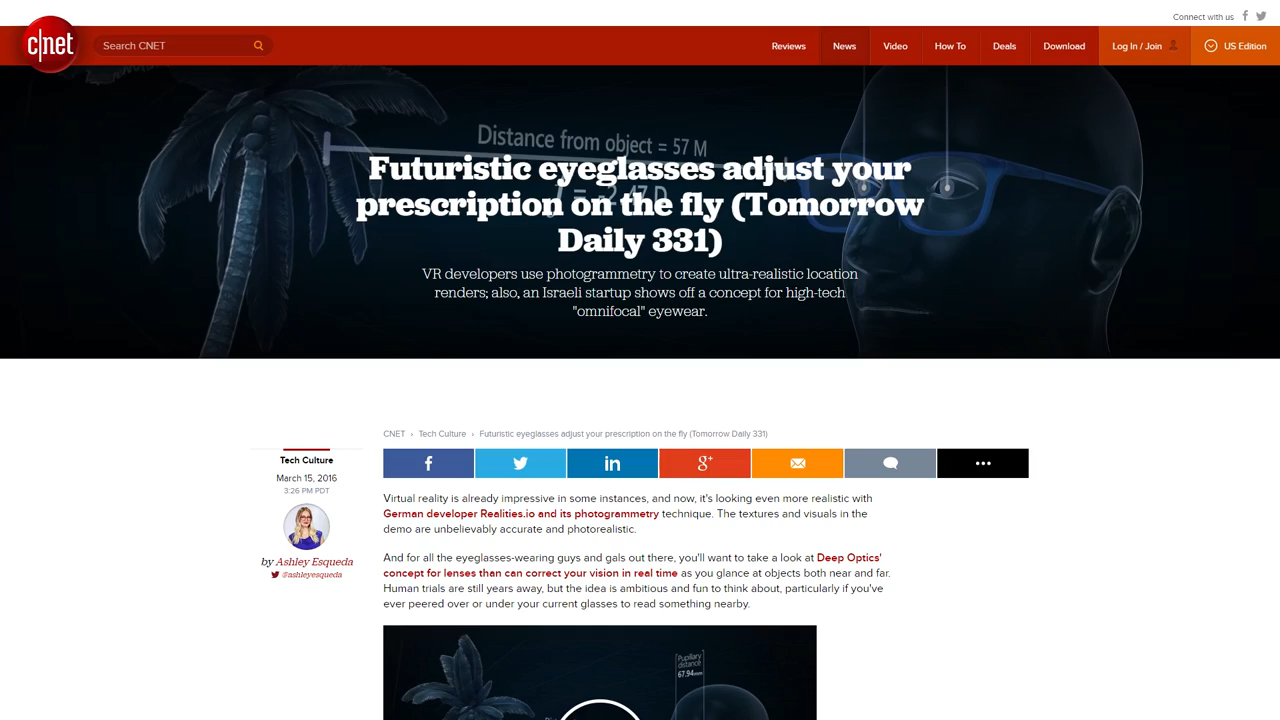 Connect with us
c|net
Search CNET
Reviews
News
Video
How To
Deals
Download
Log In / Join
US Edition
Distance from object = 57 M
Futuristic eyeglasses adjust your
prescription on the fly (Tomorrow
Daily 331)
VR developers use photogrammetry to create ultra-realistic location
renders; also, an Israeli startup shows off a concept for high-tech
"omnifocal" eyewear.
CNET › Tech Culture › Futuristic eyeglasses adjust your prescription on the fly (Tomorrow Daily 331)
Tech Culture
March 15, 2016
3:26 PM PDT
by Ashley Esqueda
@ashleyesqueda
Virtual reality is already impressive in some instances, and now, it's looking even more realistic with
German developer Realities.io and its photogrammetry technique. The textures and visuals in the
demo are unbelievably accurate and photorealistic.
And for all the eyeglasses-wearing guys and gals out there, you'll want to take a look at Deep Optics'
concept for lenses than can correct your vision in real time as you glance at objects both near and far.
Human trials are still years away, but the idea is ambitious and fun to think about, particularly if you've
ever peered over or under your current glasses to read something nearby.
Pupillary
distance
67.94mm